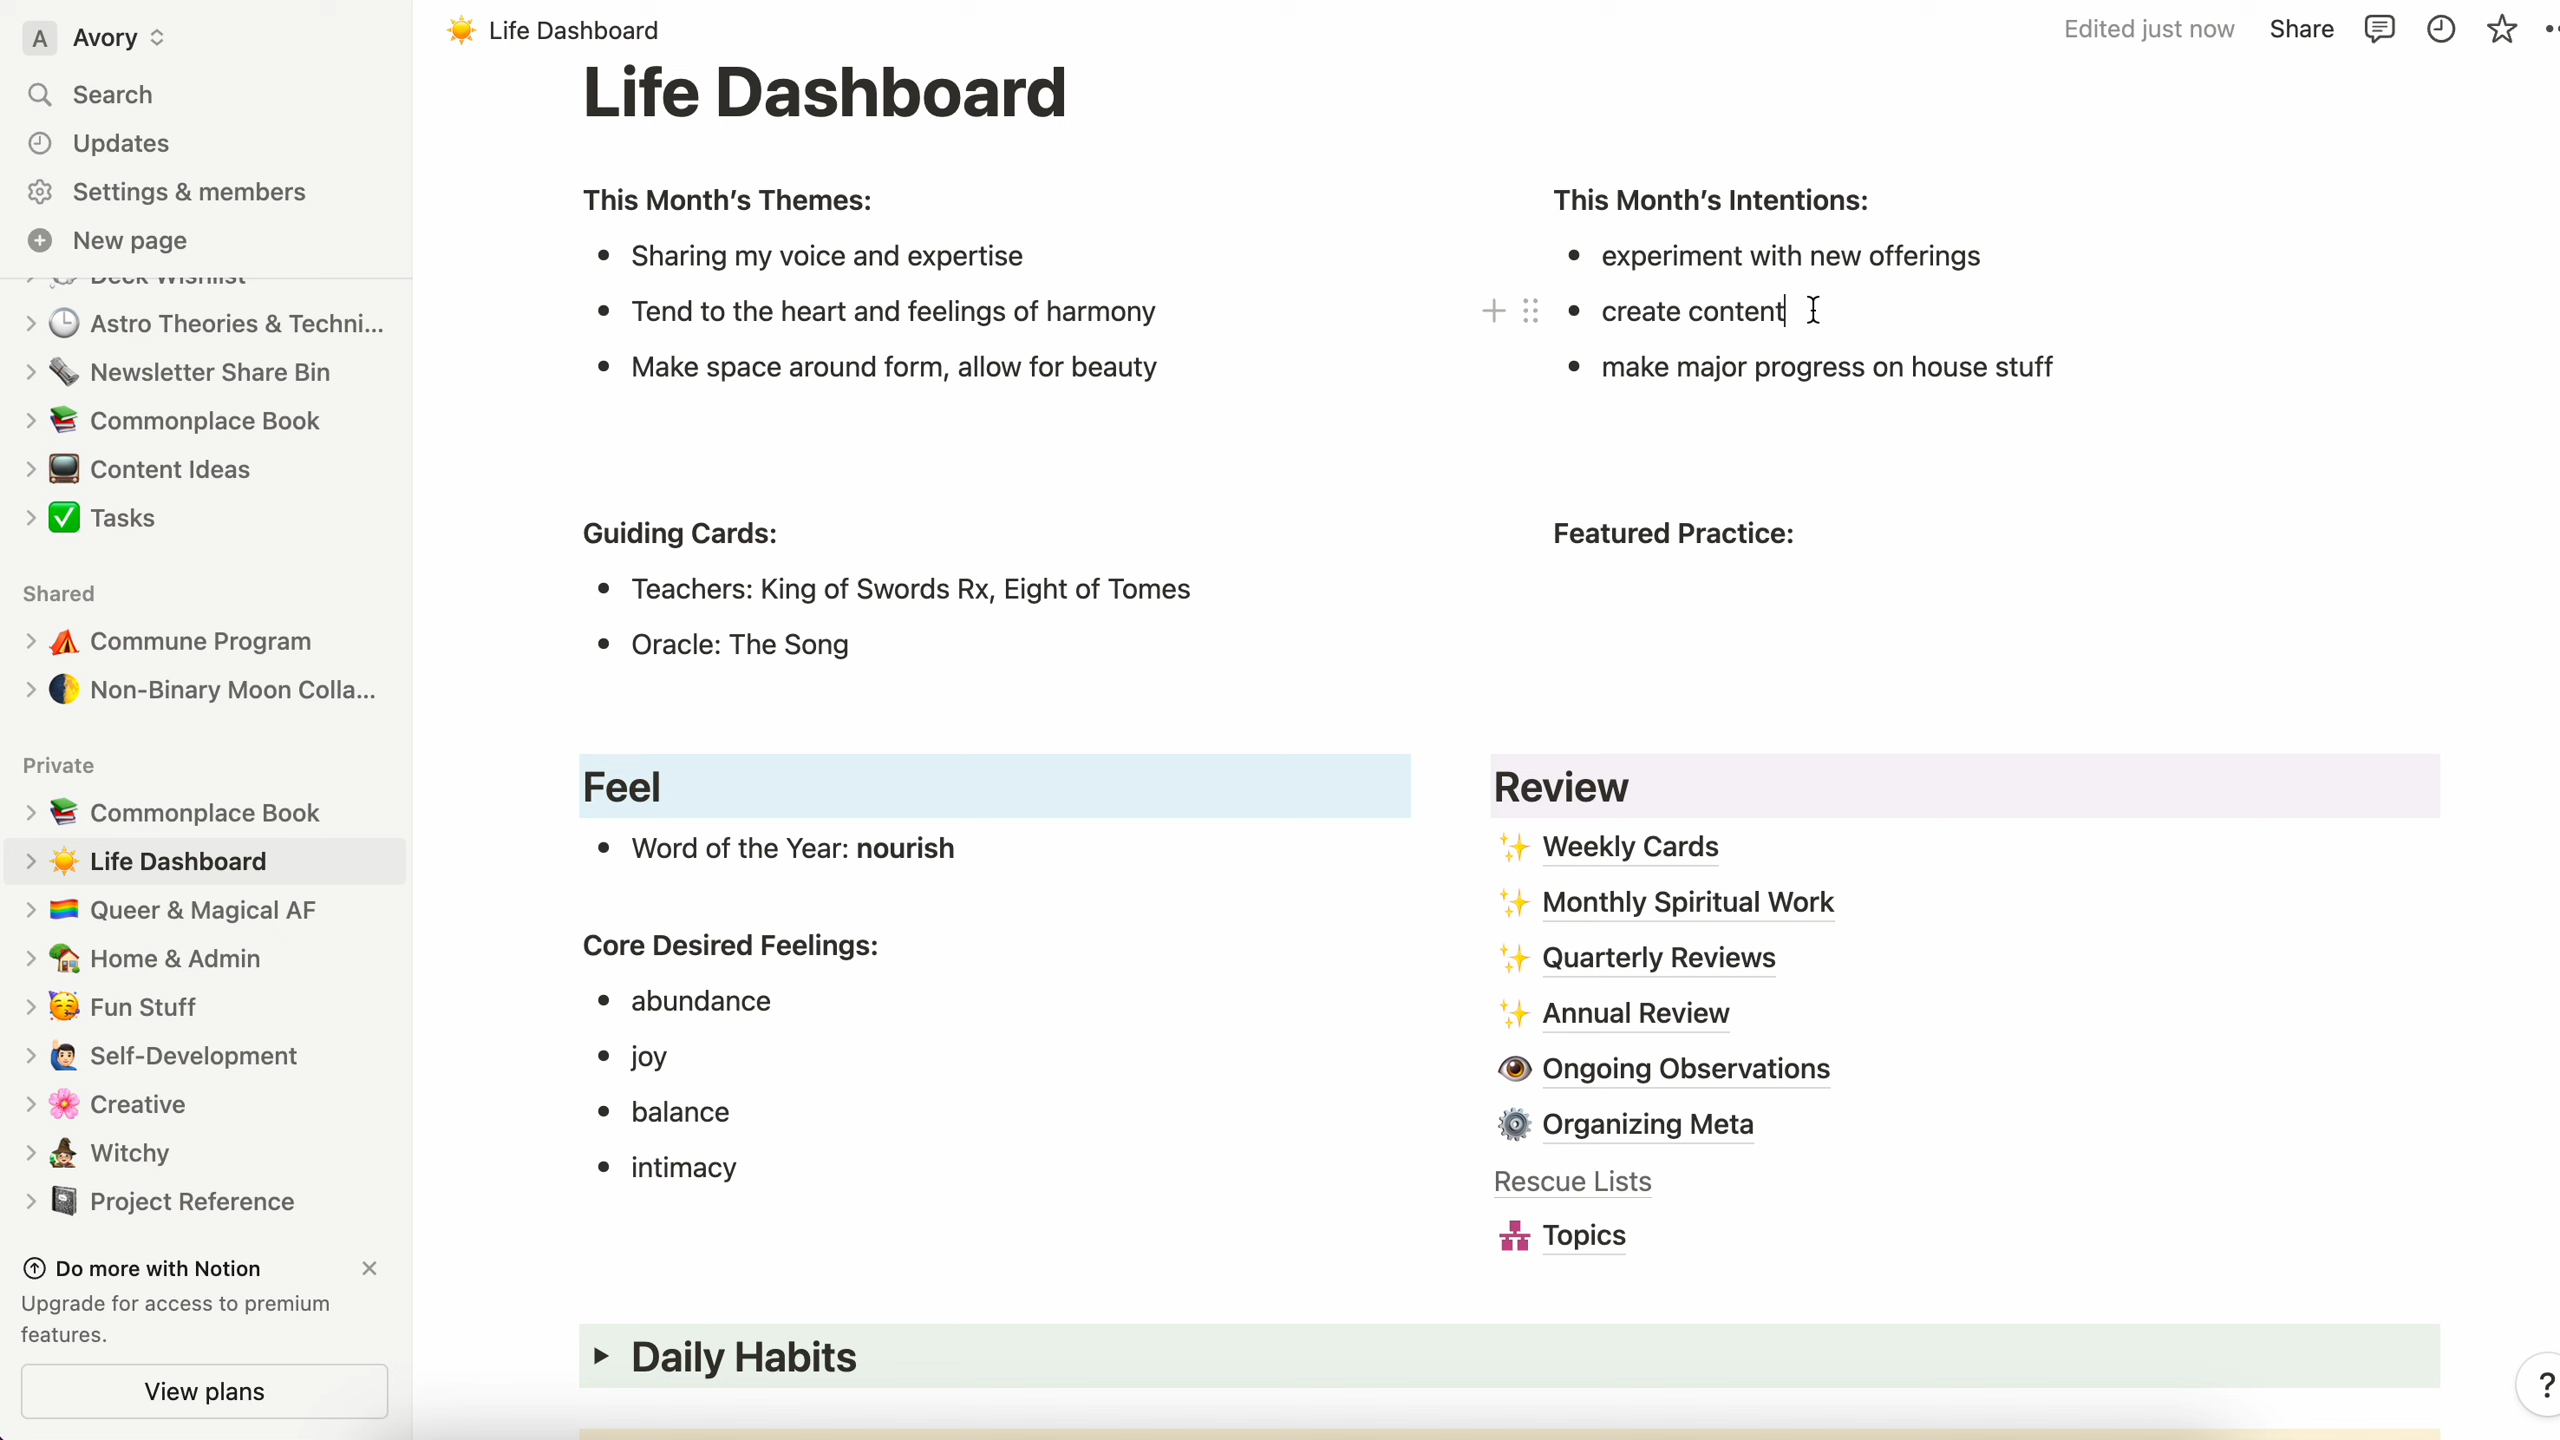 A Avory
Search
Updates
Settings & members
New page
Deck Wishlist
Astro Theories & Techni...
Newsletter Share Bin
Commonplace Book
Content Ideas
Tasks
Shared
Commune Program
Non-Binary Moon Colla...
Private
Commonplace Book
Life Dashboard
Queer & Magical AF
Home & Admin
Fun Stuff
Self-Development
Creative
Witchy
Project Reference
Do more with Notion
Upgrade for access to premium
features.
View plans
Life Dashboard
Edited just now
Share
Life Dashboard
This Month's Themes:
• Sharing my voice and expertise
• Tend to the heart and feelings of harmony
• Make space around form, allow for beauty
This Month's Intentions:
• experiment with new offerings
• create content
• make major progress on house stuff
Guiding Cards:
• Teachers: King of Swords Rx, Eight of Tomes
• Oracle: The Song
Featured Practice:
Feel
• Word of the Year: nourish
Core Desired Feelings:
• abundance
• joy
• balance
• intimacy
Review
Weekly Cards
Monthly Spiritual Work
Quarterly Reviews
Annual Review
Ongoing Observations
Organizing Meta
Rescue Lists
Topics
Daily Habits
?